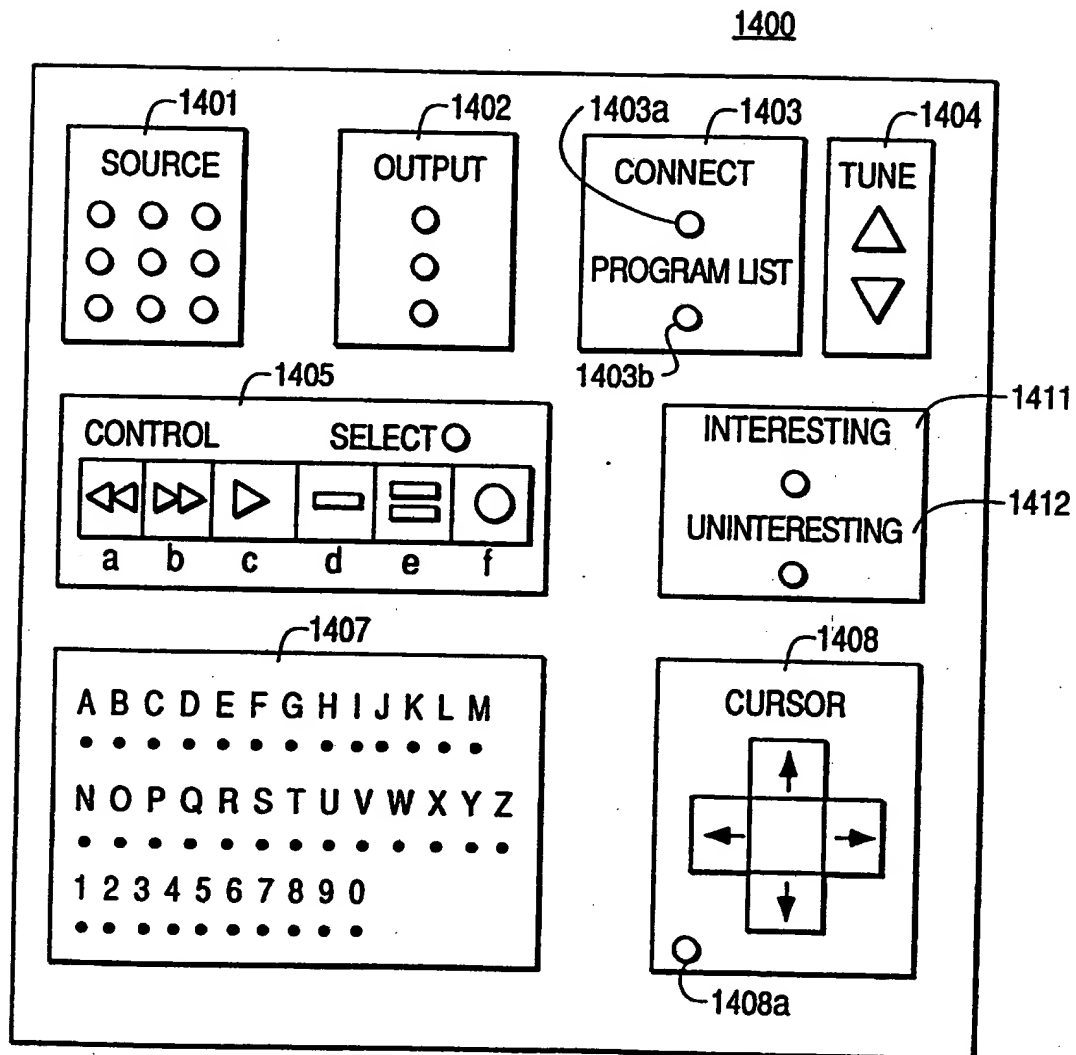 1400
1401
1402
1403a
1403
1404
SOURCE
OUTPUT
CONNECT
TUNE
PROGRAM LIST
1403b
1405
1411
CONTROL
SELECT
INTERESTING
1412
UNINTERESTING
a b c d e f
1407
1408
A B C D E F G H I J K L M
CURSOR
N O P Q R S T U V W X Y Z
1 2 3 4 5 6 7 8 9 0
1408a